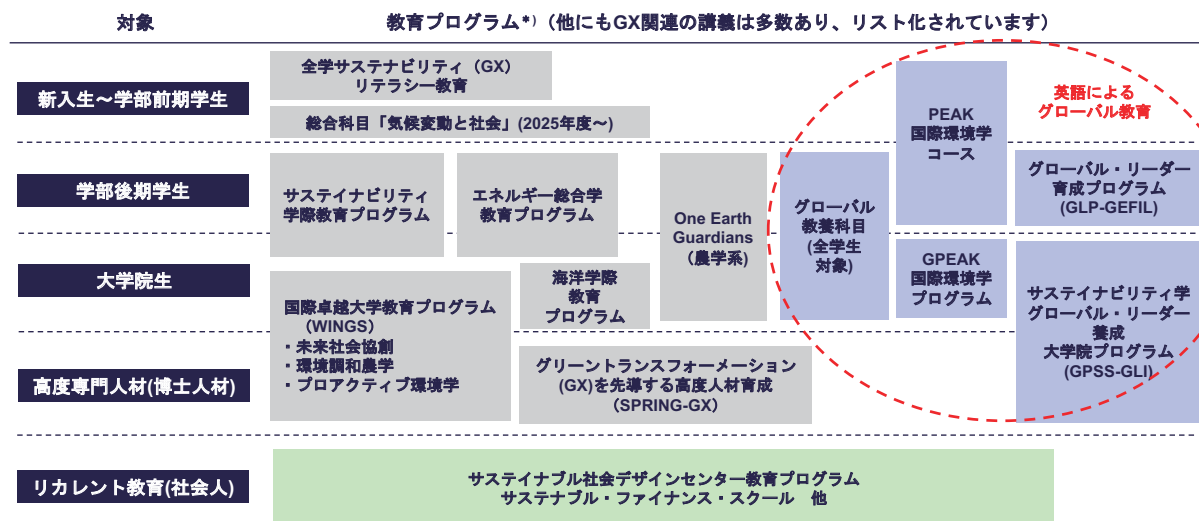 対象
教育プログラム*)（他にもGX関連の講義は多数あり、リスト化されています）
新入生～学部前期学生
全学サステナビリティ（GX）
リテラシー教育
総合科目「気候変動と社会」(2025年度～)
PEAK
国際環境学
コース
英語による
グローバル教育
学部後期学生
サステイナビリティ
学際教育プログラム
エネルギー総合学
教育プログラム
One Earth
Guardians
（農学系）
グローバル
教養科目
(全学生
対象)
グローバル・リーダー
育成プログラム
(GLP-GEFIL)
大学院生
国際卓越大学教育プログラム
（WINGS）
・未来社会協創
・環境調和農学
・プロアクティブ環境学
海洋学際
教育
プログラム
GPEAK
国際環境学
プログラム
サステイナビリティ学
グローバル・リーダー
養成
大学院プログラム
(GPSS-GLI)
高度専門人材(博士人材)
グリーントランスフォーメーション
(GX)を先導する高度人材育成
（SPRING-GX）
リカレント教育(社会人)
サステイナブル社会デザインセンター教育プログラム
サステナブル・ファイナンス・スクール　他